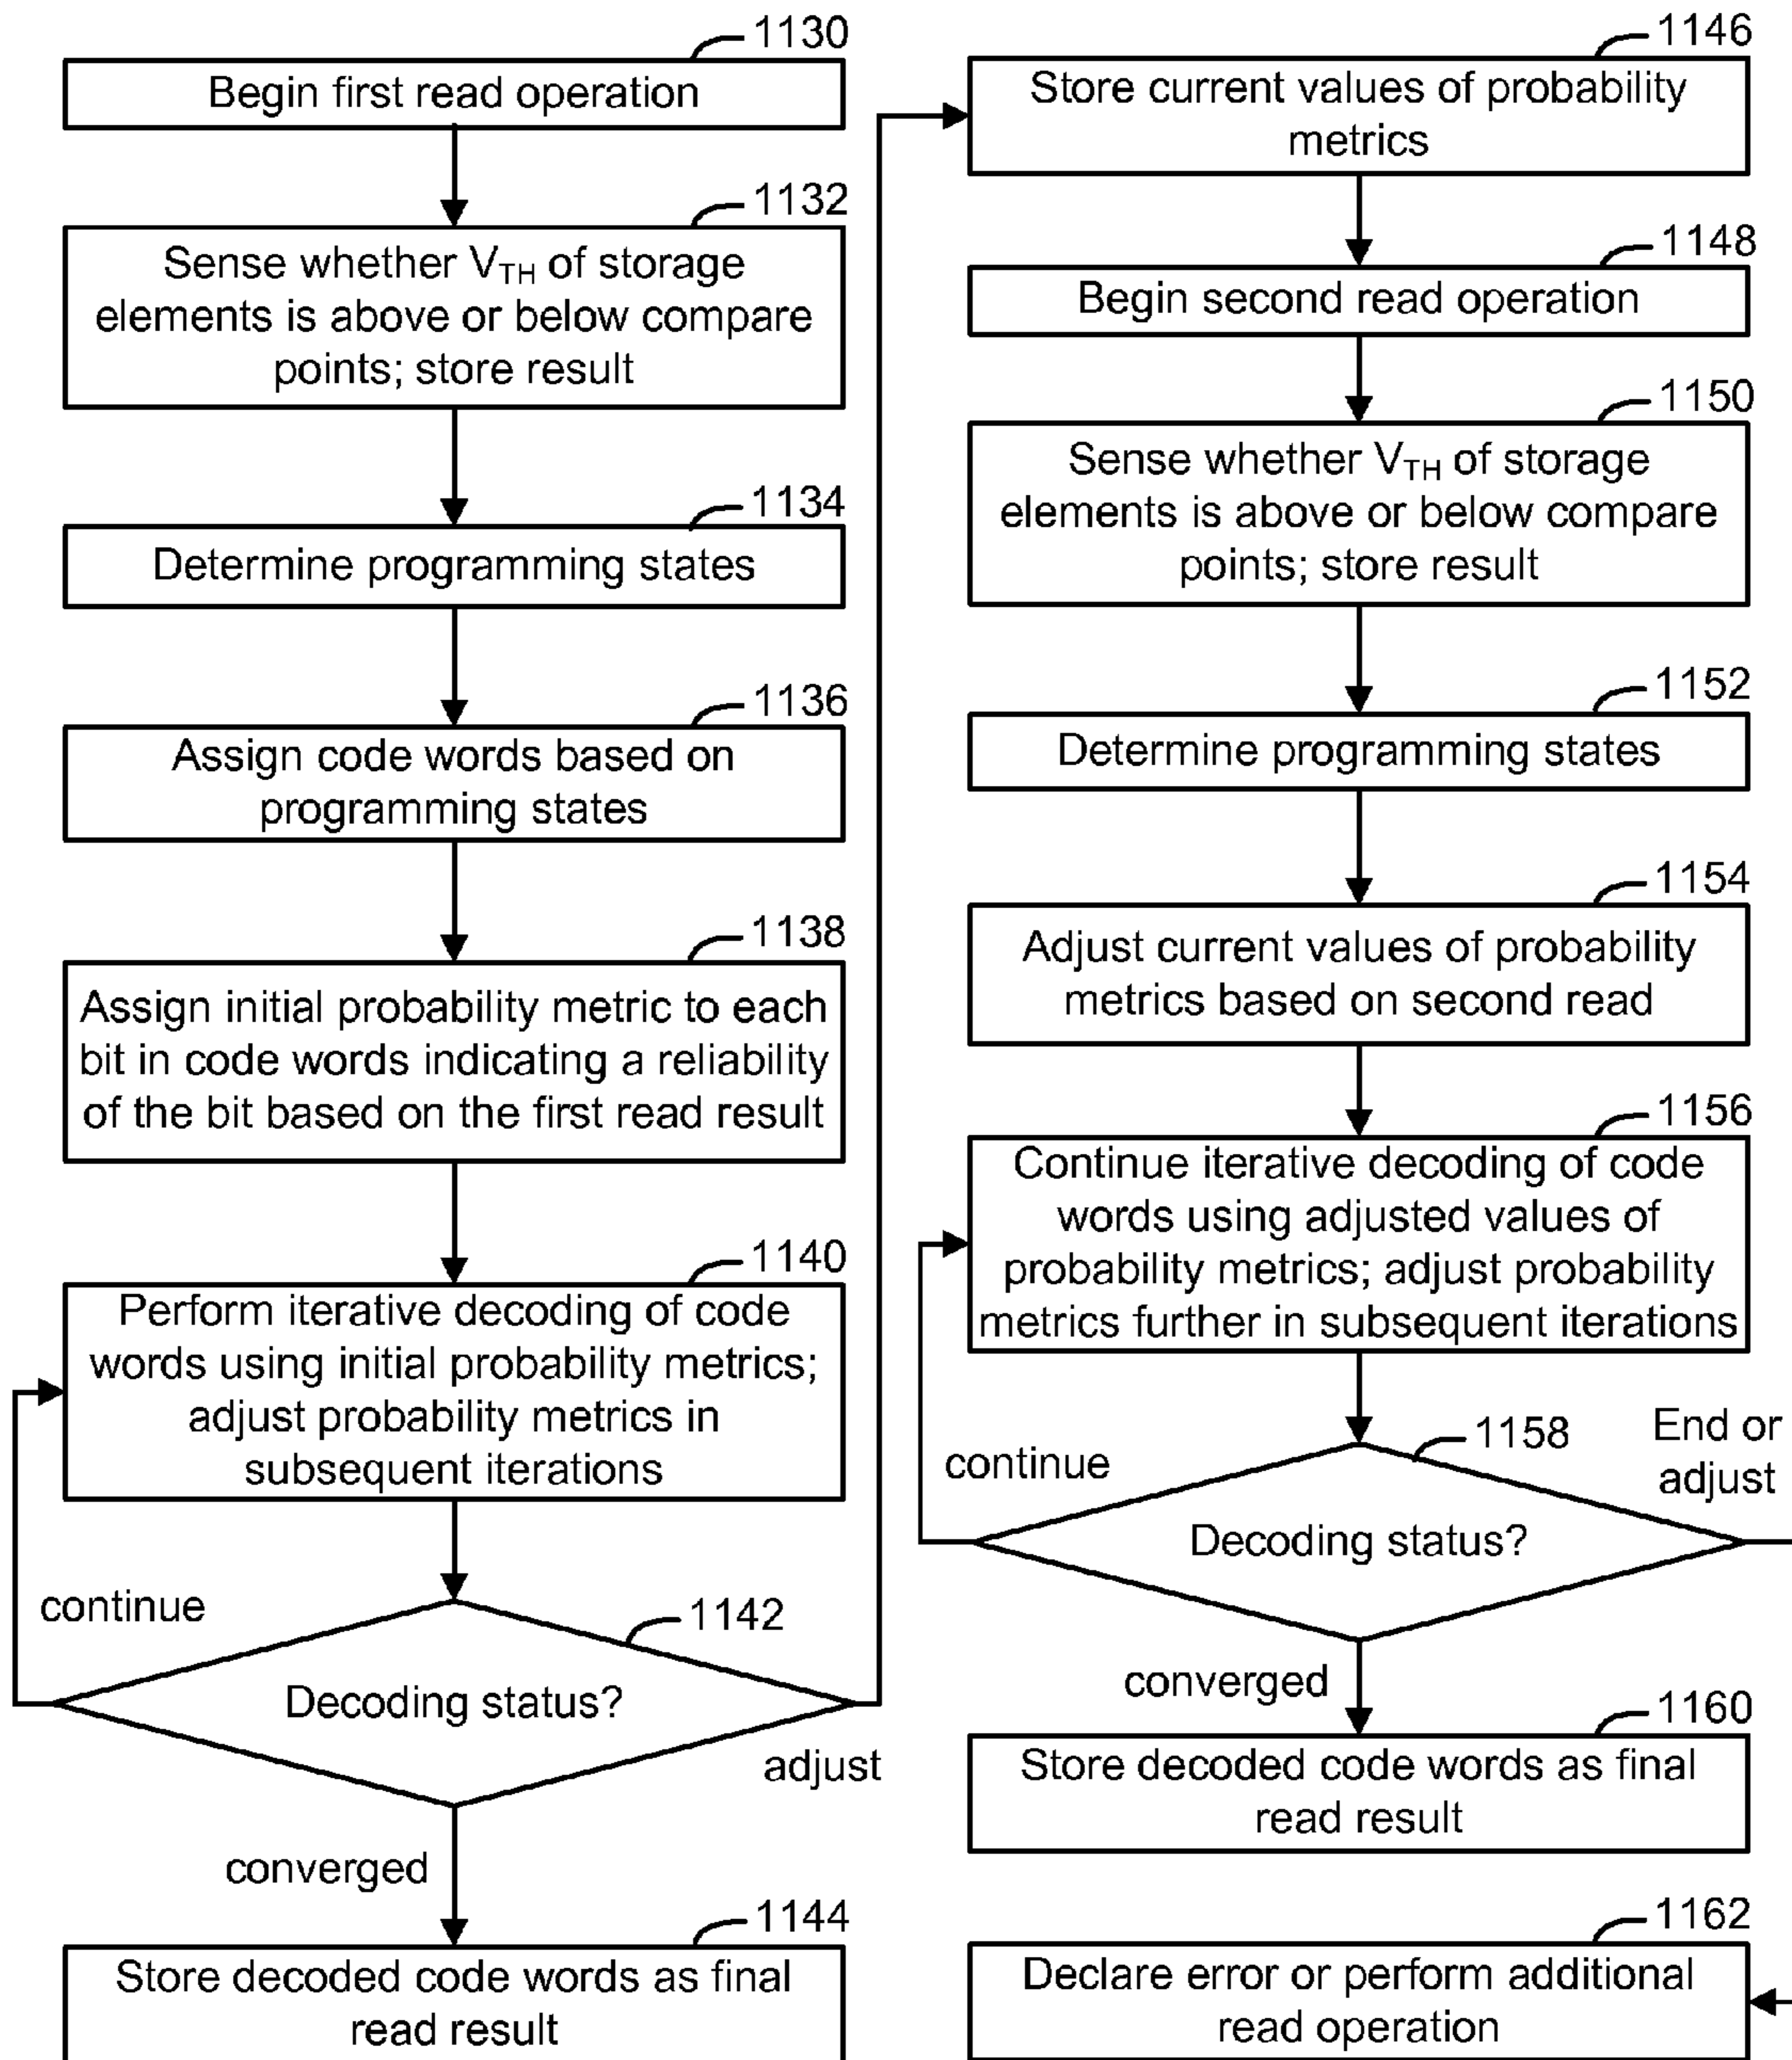 1130
Begin first read operation
1132
Sense whether VTH of storage
elements is above or below compare
points; store result
1134
Determine programming states
1136
Assign code words based on
programming states
1138
Assign initial probability metric to each
bit in code words indicating a reliability
of the bit based on the first read result
1140
Perform iterative decoding of code
words using initial probability metrics;
adjust probability metrics in
subsequent iterations
continue
1142
Decoding status?
adjust
converged
1144
Store decoded code words as final
read result
1146
Store current values of probability
metrics
1148
Begin second read operation
1150
Sense whether VTH of storage
elements is above or below compare
points; store result
1152
Determine programming states
1154
Adjust current values of probability
metrics based on second read
1156
Continue iterative decoding of code
words using adjusted values of
probability metrics; adjust probability
metrics further in subsequent iterations
continue
1158
End or
adjust
Decoding status?
converged
1160
Store decoded code words as final
read result
1162
Declare error or perform additional
read operation